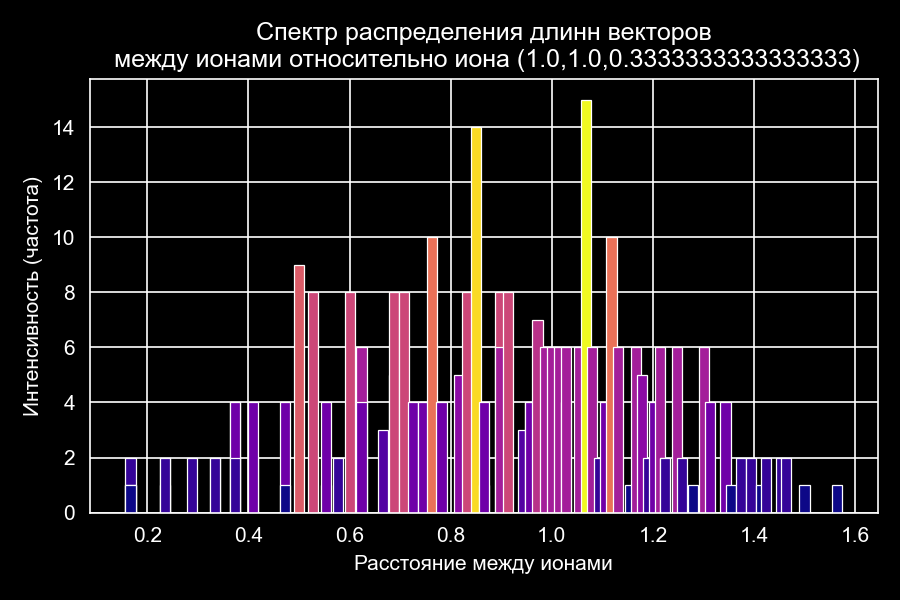 Спектр распределения длинн векторов
между ионами относительно иона (1.0,1.0,0.3333333333333333)
Интенсивность (частота)
14
12
10
8
6
4
2
0
0.2 0.4 0.6 0.8 1.0 1.2 1.4 1.6
Расстояние между ионами